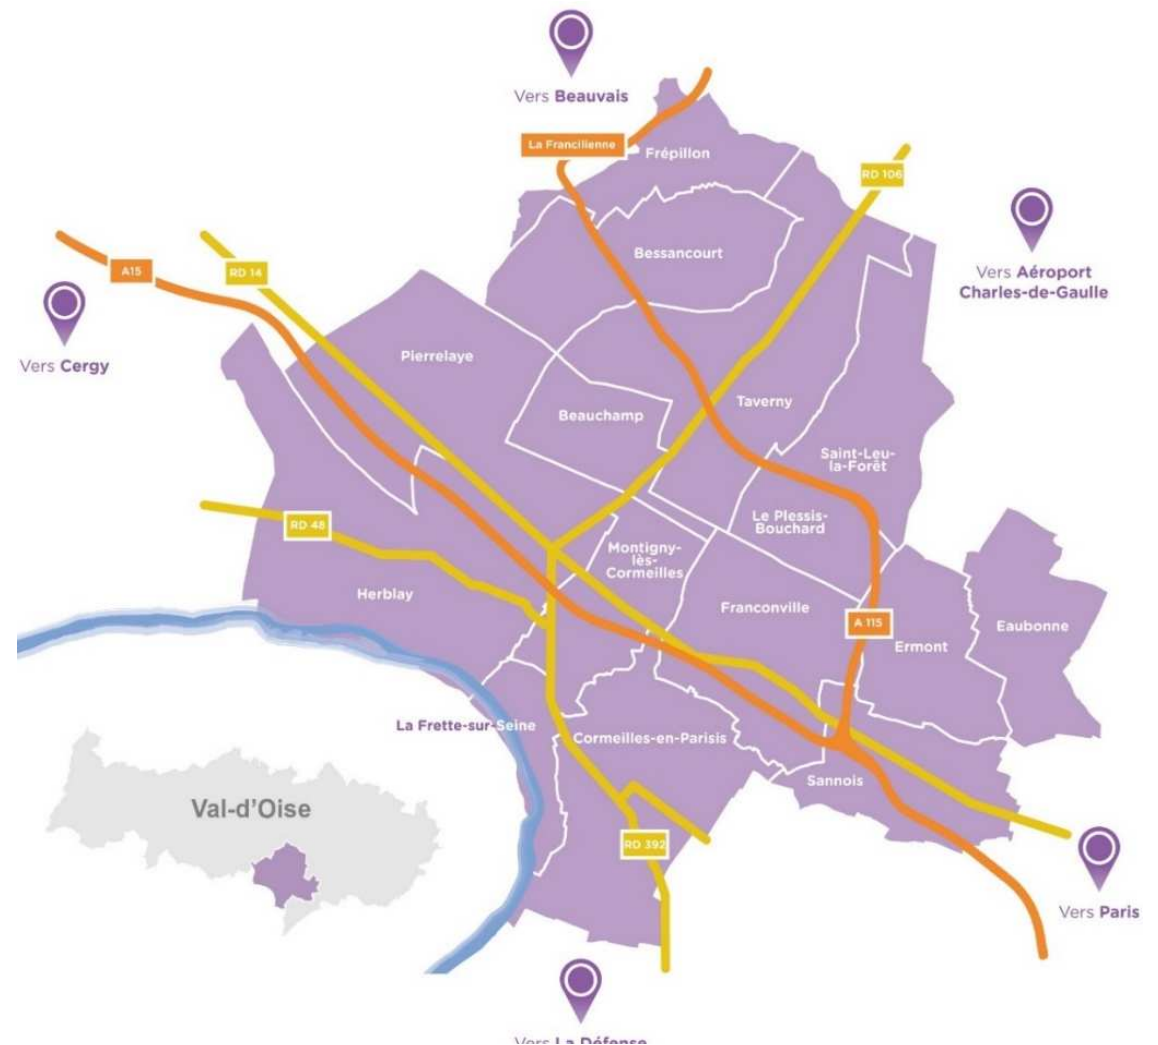 Vers Beauvais
La Francilienne
Frépillon
RD 106
Bessancourt
Vers Aéroport
Charles-de-Gaulle
A15
RD 14
Vers Cergy
Pierrelaye
Beauchamp
Taverny
Saint-Leu-
la-Forêt
Le Plessis-
Bouchard
RD 48
Montigny-
lès-
Cormeilles
Herblay
Franconville
A 115
Ermont
Eaubonne
La Frette-sur-Seine
Cormeilles-en-Parisis
Sannois
Val-d'Oise
RD 392
Vers Paris
Vers La Défense